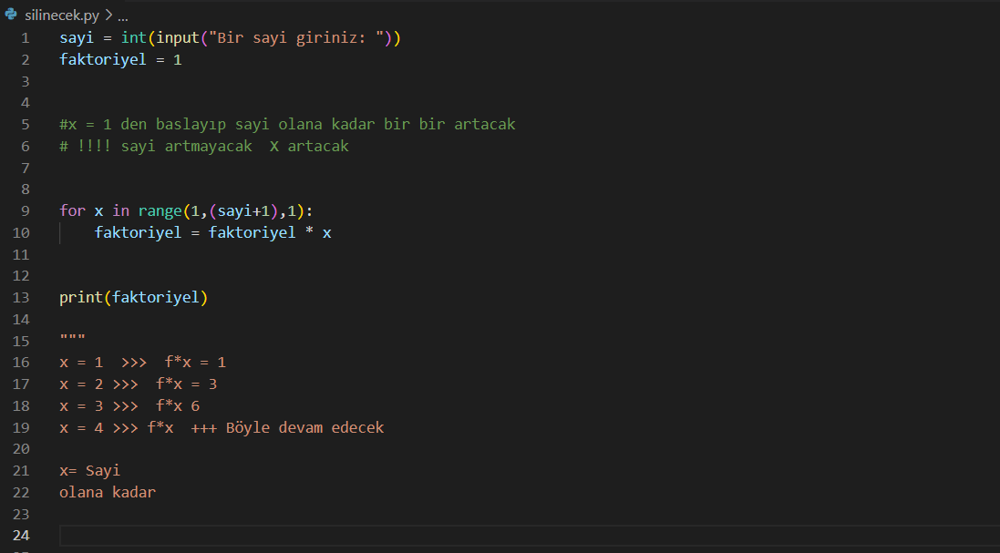 silinecek.py > ...
1 sayi = int(input("Bir sayi giriniz: "))
2 faktoriyel = 1
3
4
5 #x = 1 den baslayıp sayi olana kadar bir bir artacak
6 # !!!! sayi artmayacak  X artacak
7
8
9 for x in range(1,(sayi+1),1):
10     faktoriyel = faktoriyel * x
11
12
13 print(faktoriyel)
14
15 """
16 x = 1  >>>  f*x = 1
17 x = 2 >>>  f*x = 3
18 x = 3 >>>  f*x 6
19 x = 4 >>> f*x  +++ Böyle devam edecek
20
21 x= Sayi
22 olana kadar
23
24